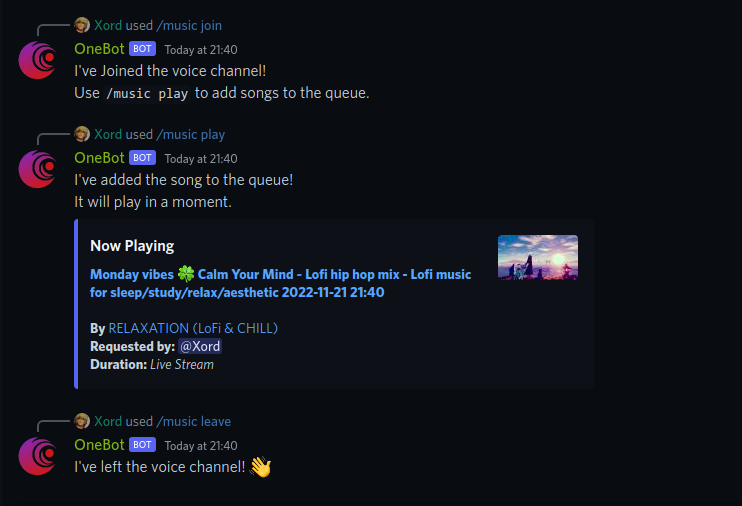 Xord used /music join
OneBot BOT Today at 21:40
I've Joined the voice channel!
Use /music play to add songs to the queue.
Xord used /music play
OneBot BOT Today at 21:40
I've added the song to the queue!
It will play in a moment.
Now Playing
Monday vibes 🍀 Calm Your Mind - Lofi hip hop mix - Lofi music
for sleep/study/relax/aesthetic 2022-11-21 21:40
By RELAXATION (LoFi & CHILL)
Requested by: @Xord
Duration: Live Stream
Xord used /music leave
OneBot BOT Today at 21:40
I've left the voice channel! 👋